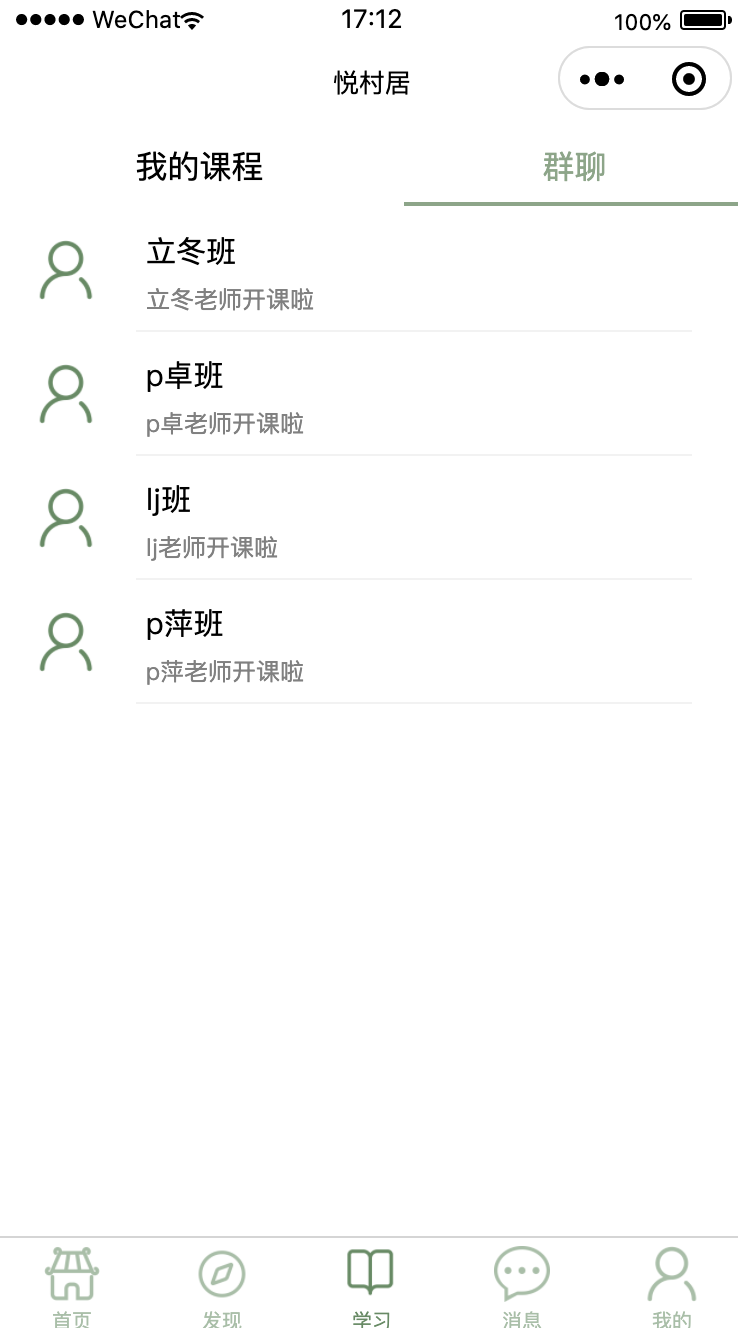 ●●●●● WeChat 17:12 100%
悦村居
我的课程 群聊
立冬班
立冬老师开课啦
p卓班
p卓老师开课啦
lj班
lj老师开课啦
p萍班
p萍老师开课啦
首页 发现 学习 消息 我的